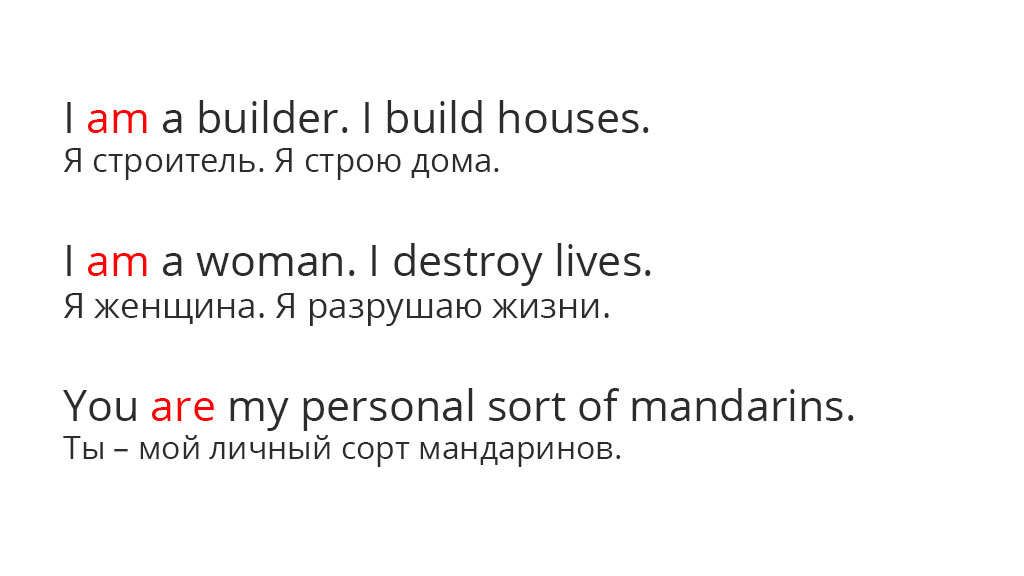 I am a builder. I build houses.
Я строитель. Я строю дома.
I am a woman. I destroy lives.
Я женщина. Я разрушаю жизни.
You are my personal sort of mandarins.
Ты – мой личный сорт мандаринов.